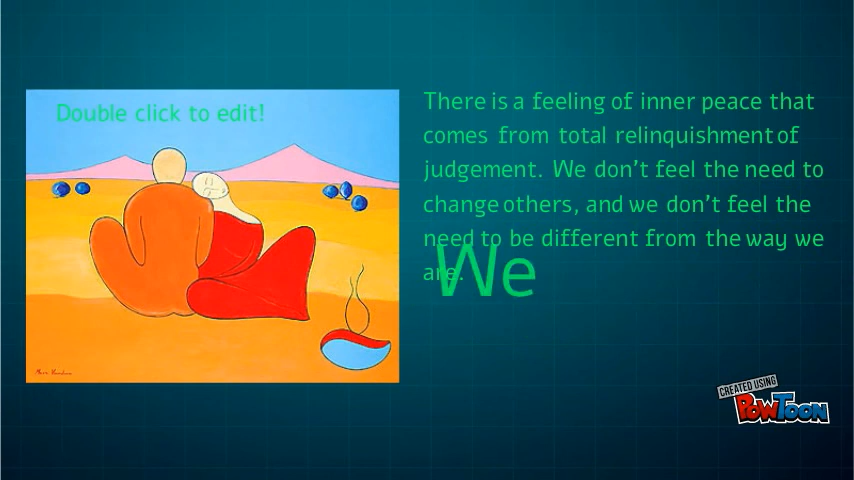 Double click to edit!
There is a feeling of inner peace that
comes from total relinquishment of
judgement. We don't feel the need to
change others, and we don't feel the
need to be different from the way we
are.
We
CREATED USING
POWTOON